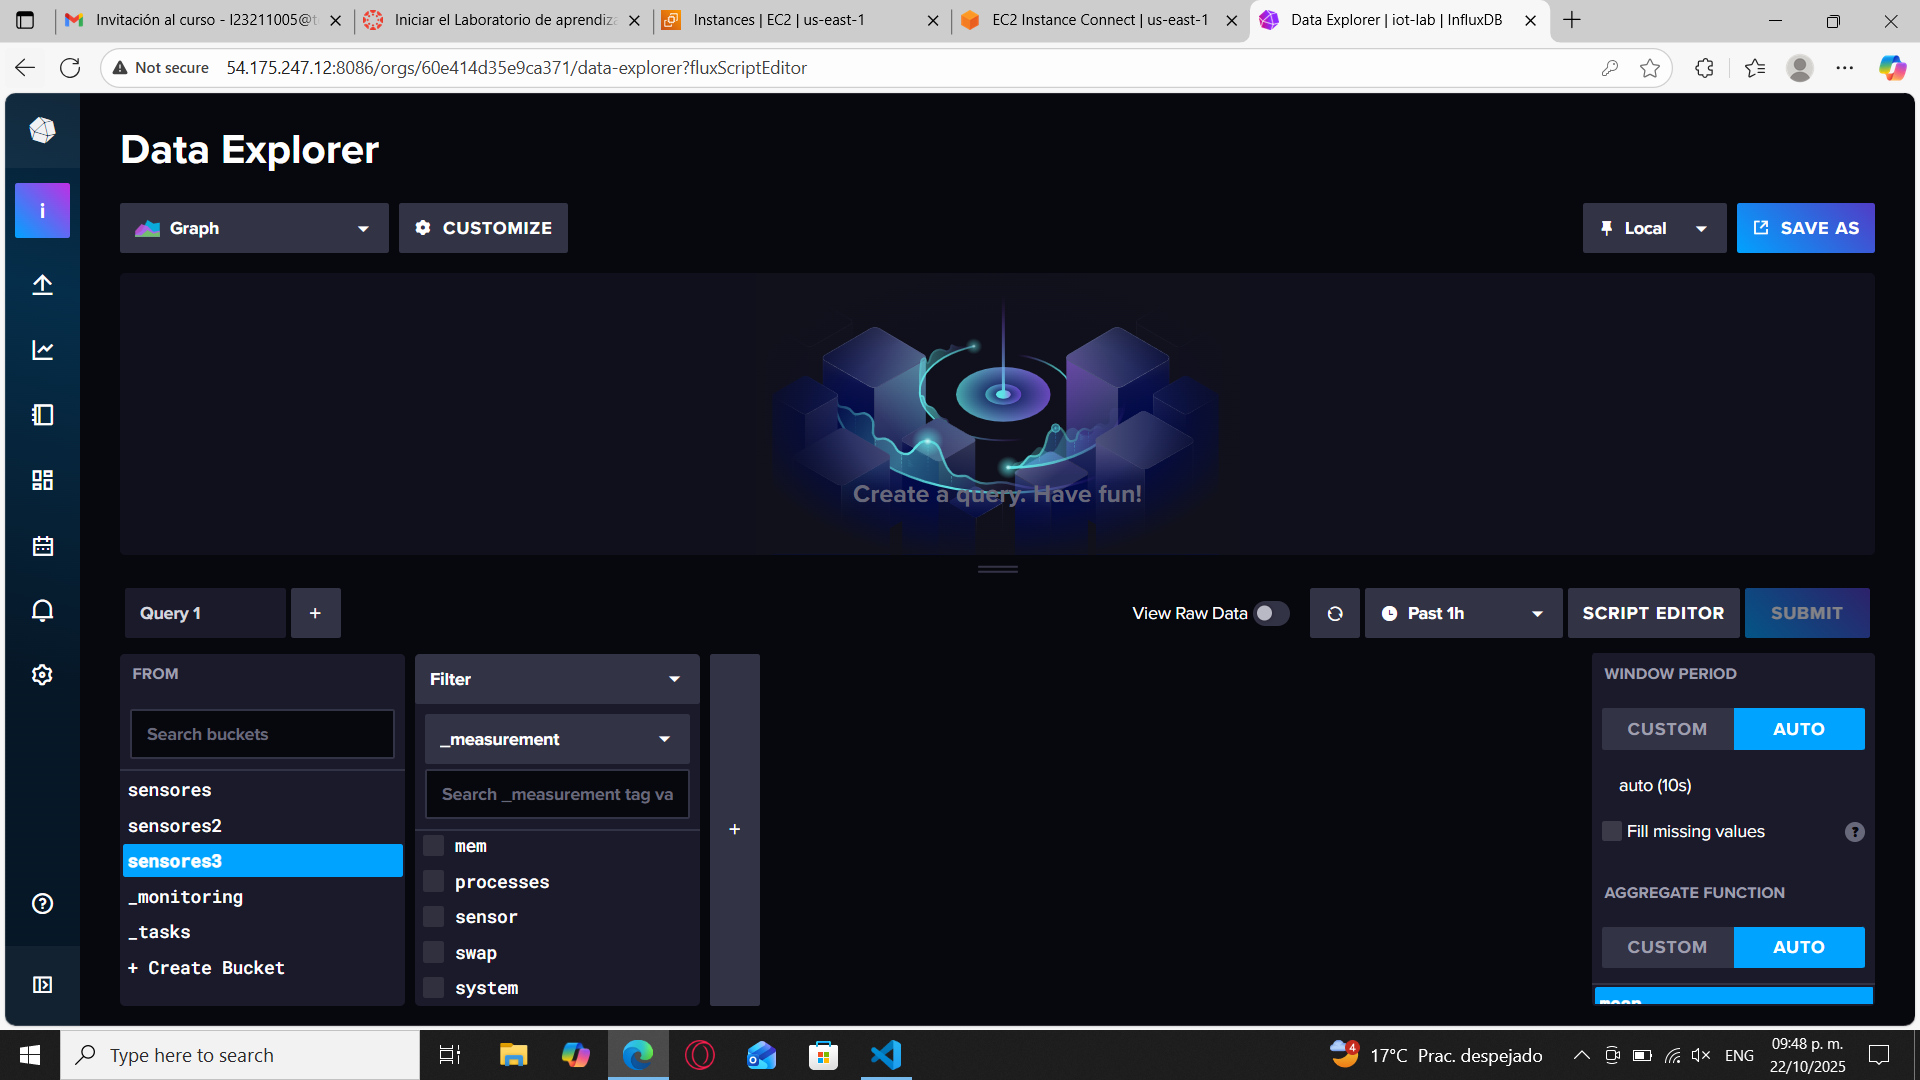 Invitación al curso - l23211005@t
Iniciar el Laboratorio de aprendiza
Instances | EC2 | us-east-1
EC2 Instance Connect | us-east-1
Data Explorer | iot-lab | InfluxDB
Not secure
54.175.247.12:8086/orgs/60e414d35e9ca371/data-explorer?fluxScriptEditor
Data Explorer
i
Graph
CUSTOMIZE
Local
SAVE AS
Create a query. Have fun!
Query 1
+
View Raw Data
Past 1h
SCRIPT EDITOR
SUBMIT
FROM
Search buckets
sensores
sensores2
sensores3
_monitoring
_tasks
+ Create Bucket
Filter
_measurement
Search _measurement tag va
mem
processes
sensor
swap
system
+
WINDOW PERIOD
CUSTOM
AUTO
auto (10s)
Fill missing values
?
AGGREGATE FUNCTION
CUSTOM
AUTO
mean
Type here to search
4
17°C Prac. despejado
ENG
09:48 p. m.
22/10/2025